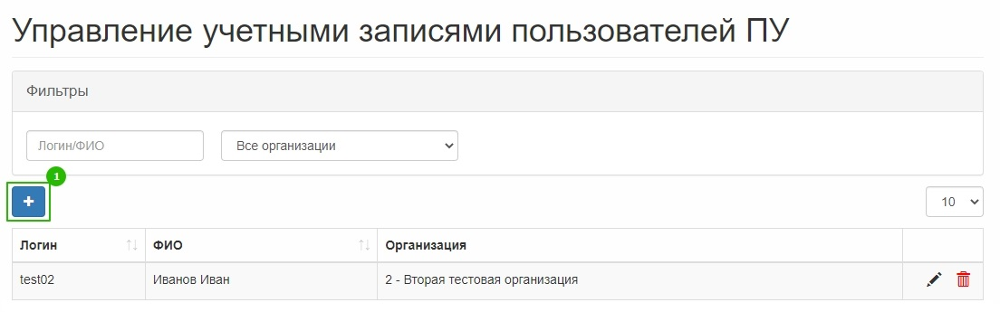 Управление учетными записями пользователей ПУ
Фильтры
Логин/ФИО Все организации
1
10
Логин ФИО Организация
test02 Иванов Иван 2 - Вторая тестовая организация